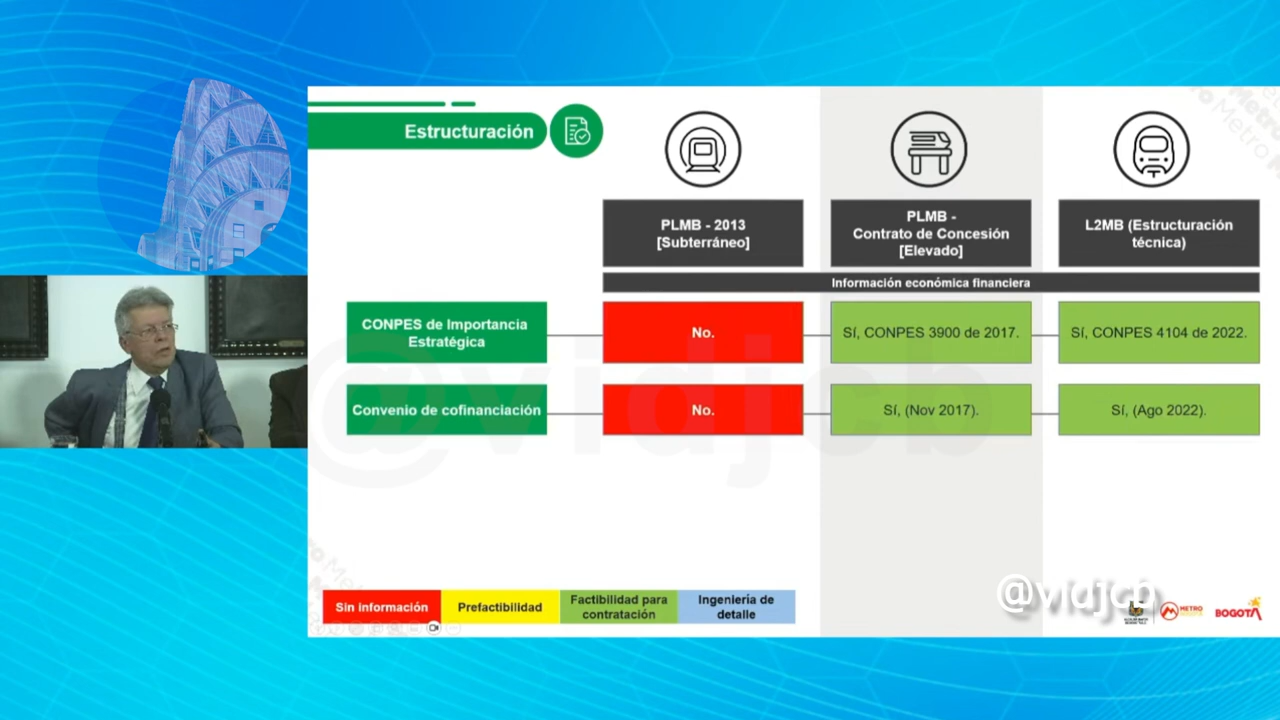 Estructuración
PLMB - 2013
[Subterráneo]
PLMB -
Contrato de Concesión
[Elevado]
L2MB (Estructuración
técnica)
Información económica financiera
CONPES de Importancia
Estratégica
No.
Sí, CONPES 3900 de 2017.
Sí, CONPES 4104 de 2022.
Convenio de cofinanciación
No.
Sí, (Nov 2017).
Sí, (Ago 2022).
@vidjcb
Sin información
Prefactibilidad
Factibilidad para
contratación
Ingeniería de
detalle
@vidjcb
METRO
BOGOTÁ